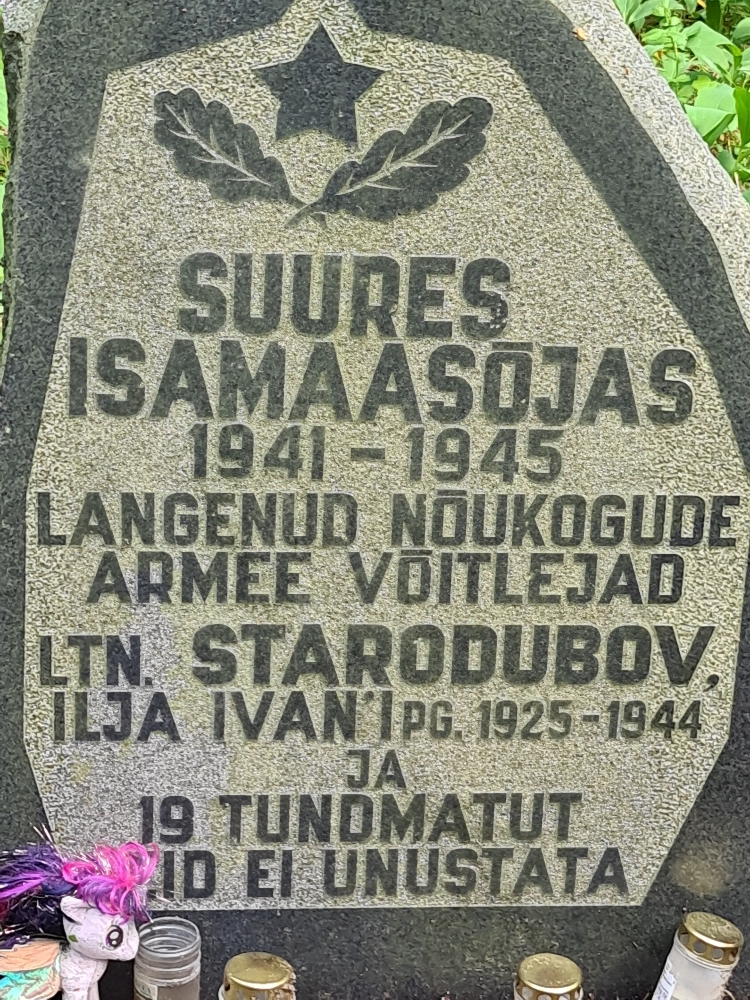 SUURES
ISAMAASÕJAS
1941 - 1945
LANGENUD NÕUKOGUDE
ARMEE VÕITLEJAD
LTN. STARODUBOV,
ILJA IVAN'I PG. 1925 - 1944
JA
19 TUNDMATUT
ID EI UNUSTATA